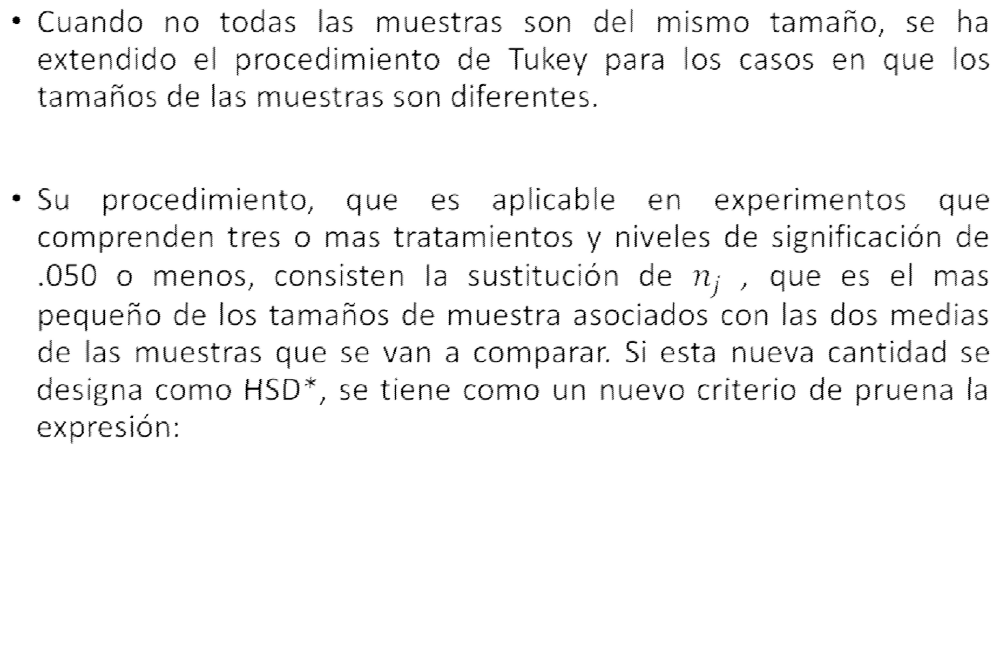 • Cuando no todas las muestras son del mismo tamaño, se ha
extendido el procedimiento de Tukey para los casos en que los
tamaños de las muestras son diferentes.
• Su procedimiento, que es aplicable en experimentos que
comprenden tres o mas tratamientos y niveles de significación de
.050 o menos, consisten la sustitución de n_j , que es el mas
pequeño de los tamaños de muestra asociados con las dos medias
de las muestras que se van a comparar. Si esta nueva cantidad se
designa como HSD*, se tiene como un nuevo criterio de pruena la
expresión: